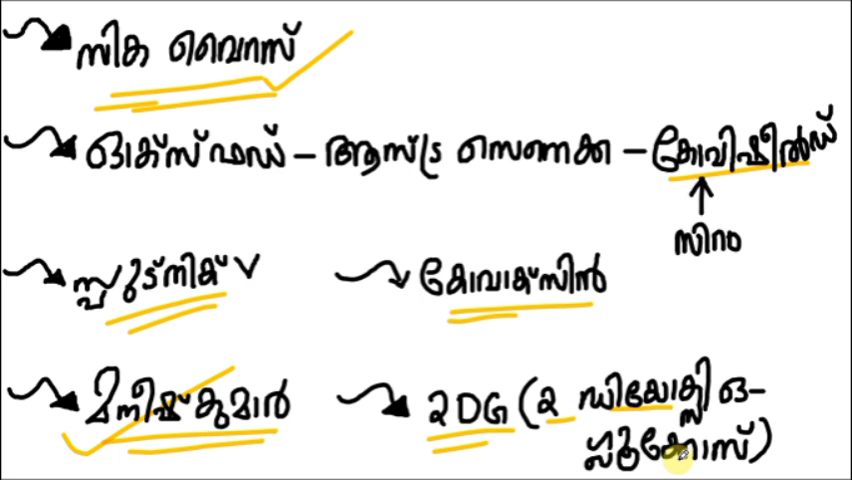 സിക വൈറസ്
ഓക്സ്ഫഡ് - ആസ്ട്ര സെനക്ക - കോവിഷീൽഡ്
സിറം
സ്പുട്നിക് V കോവാക്സിൻ
മനീഷ് കുമാർ 2DG (2 ഡിയോക്സി ഒ-
ഗ്ലൂക്കോസ്)